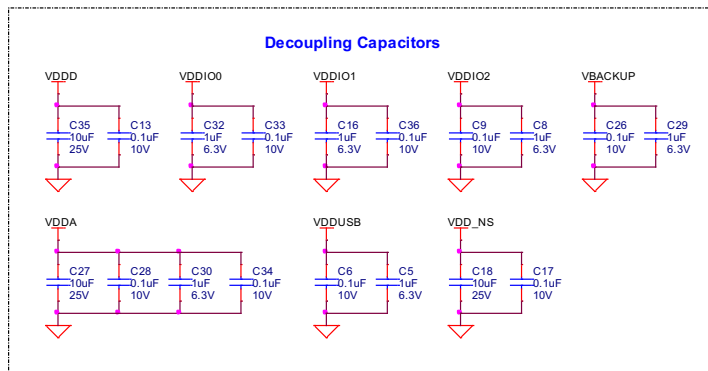 Decoupling Capacitors
VDDD
VDDIO0
VDDIO1
VDDIO2
VBACKUP
C35
10uF
25V
C13
0.1uF
10V
C32
1uF
6.3V
C33
0.1uF
10V
C16
1uF
6.3V
C36
0.1uF
10V
C9
0.1uF
10V
C8
1uF
6.3V
C26
0.1uF
10V
C29
1uF
6.3V
VDDA
VDDUSB
VDD_NS
C27
10uF
25V
C28
0.1uF
10V
C30
1uF
6.3V
C34
0.1uF
10V
C6
0.1uF
10V
C5
1uF
6.3V
C18
10uF
25V
C17
0.1uF
10V